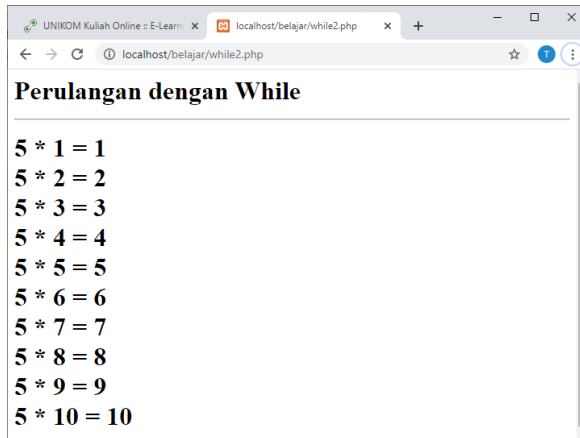 UNIKOM Kuliah Online :: E-Learni
localhost/belajar/while2.php
localhost/belajar/while2.php
T
Perulangan dengan While
5 * 1 = 1
5 * 2 = 2
5 * 3 = 3
5 * 4 = 4
5 * 5 = 5
5 * 6 = 6
5 * 7 = 7
5 * 8 = 8
5 * 9 = 9
5 * 10 = 10